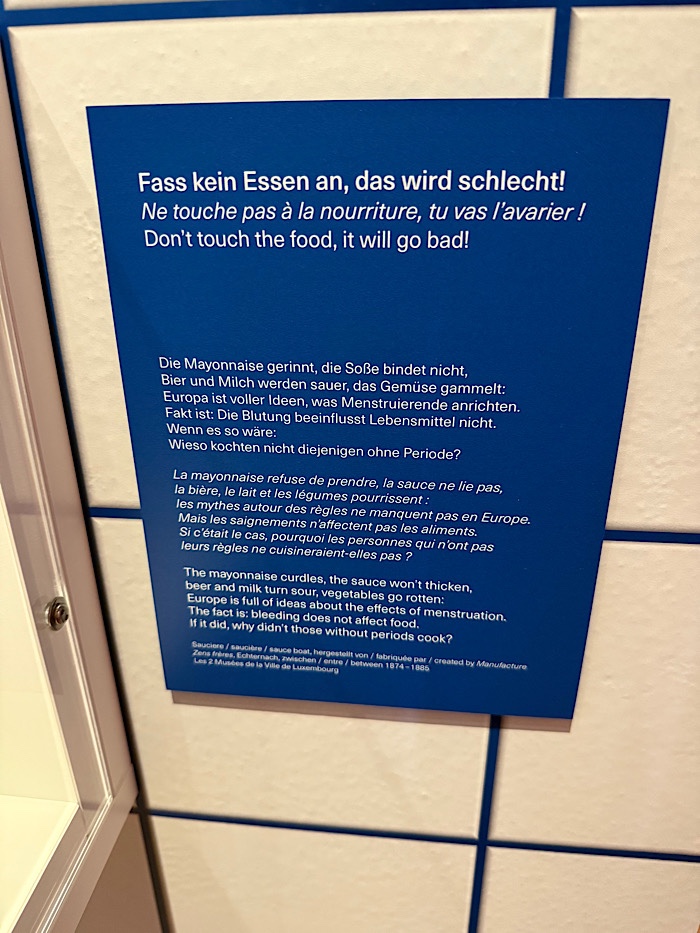 Fass kein Essen an, das wird schlecht!
Ne touche pas à la nourriture, tu vas l'avarier !
Don't touch the food, it will go bad!
Die Mayonnaise gerinnt, die Soße bindet nicht,
Bier und Milch werden sauer, das Gemüse gammelt:
Europa ist voller Ideen, was Menstruierende anrichten.
Fakt ist: Die Blutung beeinflusst Lebensmittel nicht.
Wenn es so wäre:
Wieso kochten nicht diejenigen ohne Periode?
La mayonnaise refuse de prendre, la sauce ne lie pas,
la bière, le lait et les légumes pourrissent :
les mythes autour des règles ne manquent pas en Europe.
Mais les saignements n'affectent pas les aliments.
Si c'était le cas, pourquoi les personnes qui n'ont pas
leurs règles ne cuisineraient-elles pas ?
The mayonnaise curdles, the sauce won't thicken,
beer and milk turn sour, vegetables go rotten:
Europe is full of ideas about the effects of menstruation.
The fact is: bleeding does not affect food.
If it did, why didn't those without periods cook?
Sauciere / saucière / sauce boat, hergestellt von / fabriquée par / created by Manufacture
Zens frères, Echternach, zwischen / entre / between 1874–1885
Les 2 Musées de la Ville de Luxembourg